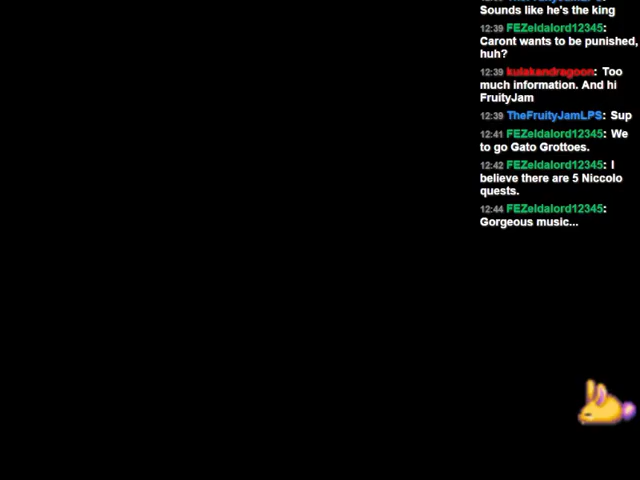 Sounds like he's the king
12:39 FEZeldalord12345:
Caront wants to be punished,
huh?
12:39 kulakandragoon: Too
much information. And hi
FruityJam
12:39 TheFruityJamLPS: Sup
12:41 FEZeldalord12345: We
to go Gato Grottoes.
12:42 FEZeldalord12345: I
believe there are 5 Niccolo
quests.
12:44 FEZeldalord12345:
Gorgeous music...